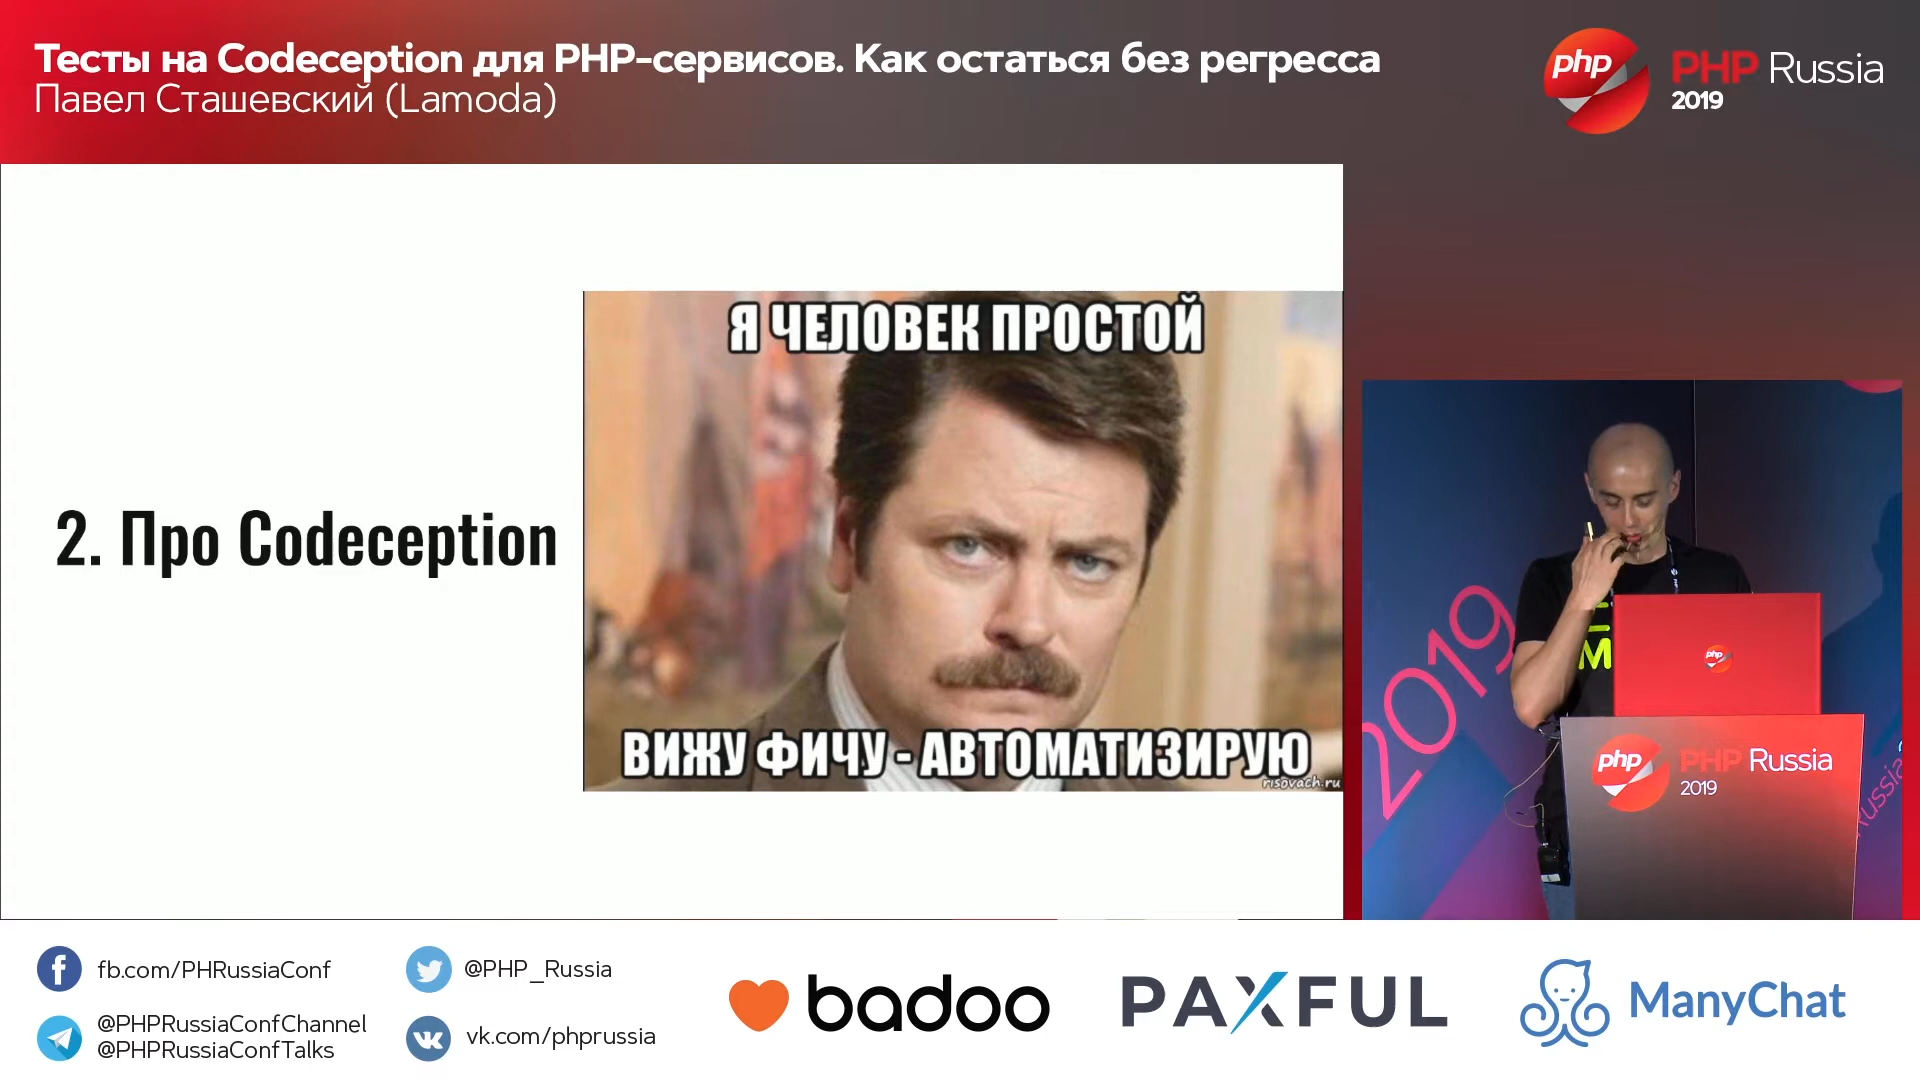 Тесты на Codeception для PHP-сервисов. Как остаться без регресса
Павел Сташевский (Lamoda)
php
PHP Russia
2019
Я ЧЕЛОВЕК ПРОСТОЙ
2. Про Codeception
ВИЖУ ФИЧУ - АВТОМАТИЗИРУЮ
risovach.ru
2019
M
php
php
PHP Russia
2019
Russia
fb.com/PHRussiaConf
@PHP_Russia
@PHPRussiaConfChannel
@PHPRussiaConfTalks
vk.com/phprussia
badoo
PAXFUL
ManyChat